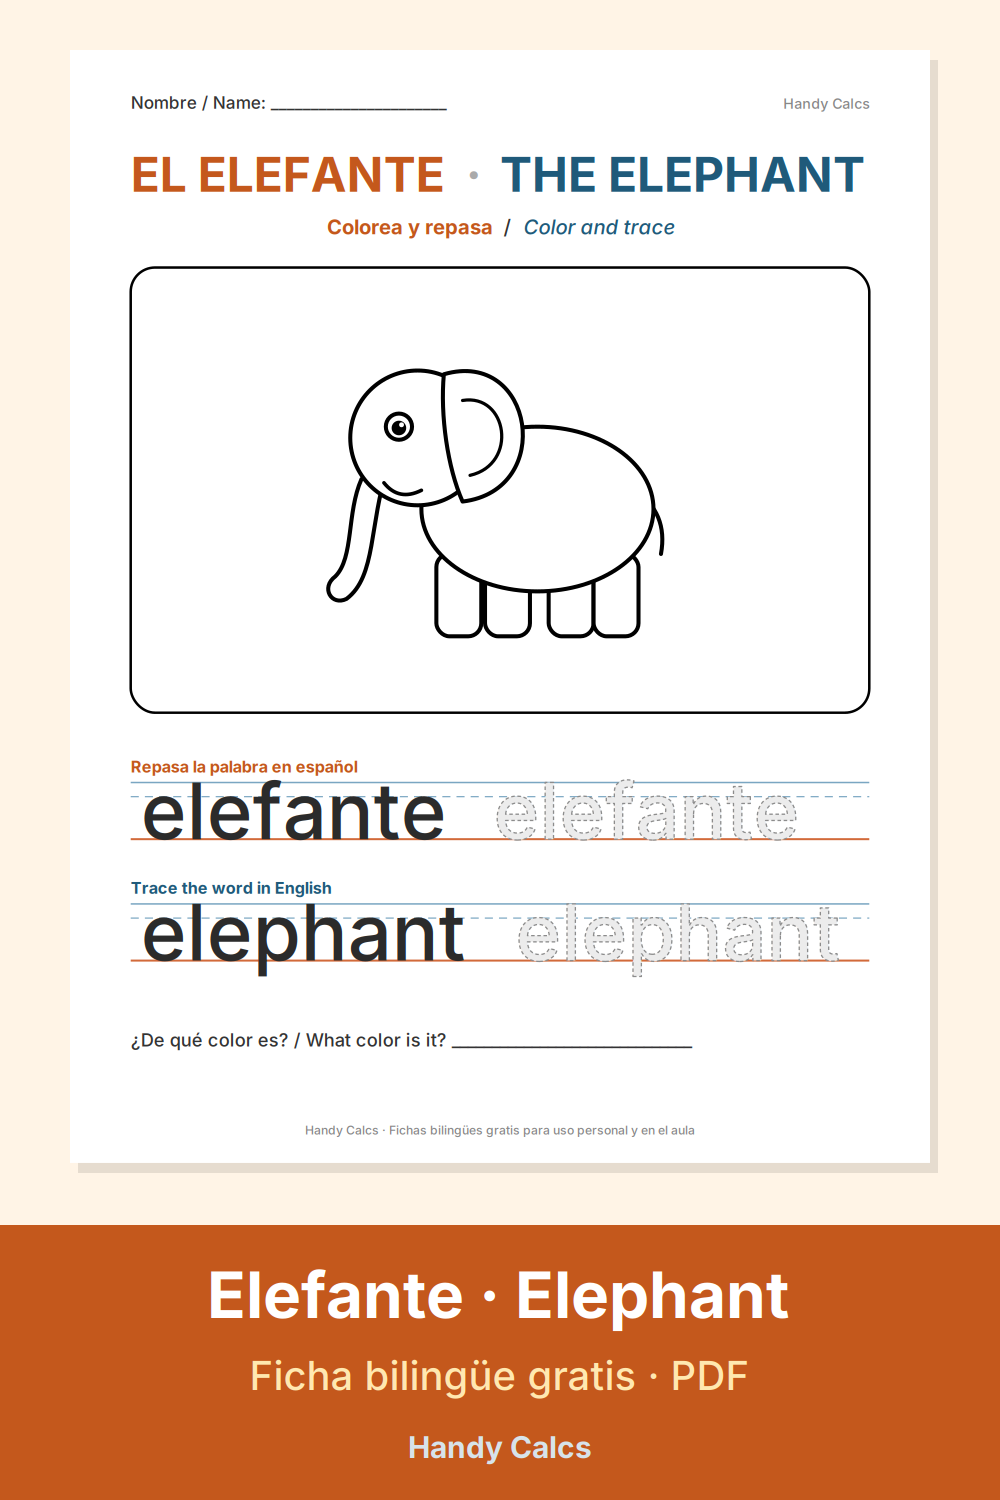 Nombre / Name: ____________________ Handy Calcs
EL ELEFANTE · THE ELEPHANT
Colorea y repasa / Color and trace
Repasa la palabra en español
elefante elefante
Trace the word in English
elephant elephant
¿De qué color es? / What color is it? ____________________
Handy Calcs · Fichas bilingües gratis para uso personal y en el aula
Elefante · Elephant
Ficha bilingüe gratis · PDF
Handy Calcs